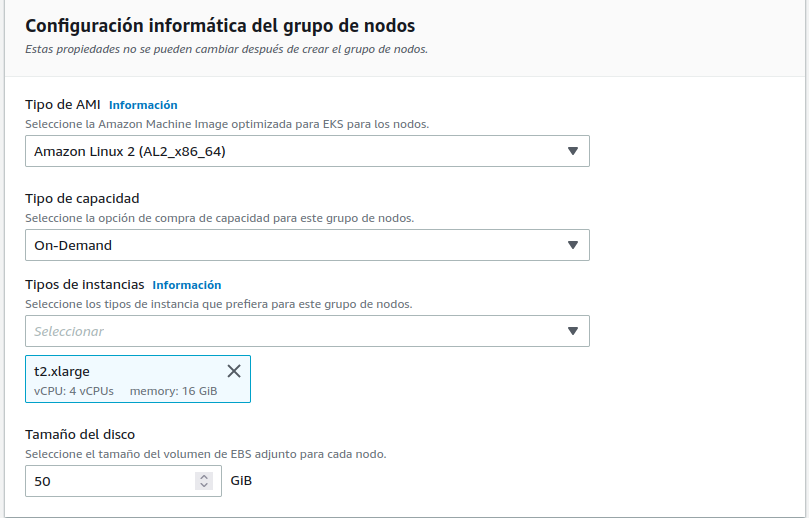 Configuración informática del grupo de nodos
Estas propiedades no se pueden cambiar después de crear el grupo de nodos.
Tipo de AMI Información
Seleccione la Amazon Machine Image optimizada para EKS para los nodos.
Amazon Linux 2 (AL2_x86_64)
Tipo de capacidad
Seleccione la opción de compra de capacidad para este grupo de nodos.
On-Demand
Tipos de instancias Información
Seleccione los tipos de instancia que prefiera para este grupo de nodos.
Seleccionar
t2.xlarge
vCPU: 4 vCPUs memory: 16 GiB
Tamaño del disco
Seleccione el tamaño del volumen de EBS adjunto para cada nodo.
50 GiB